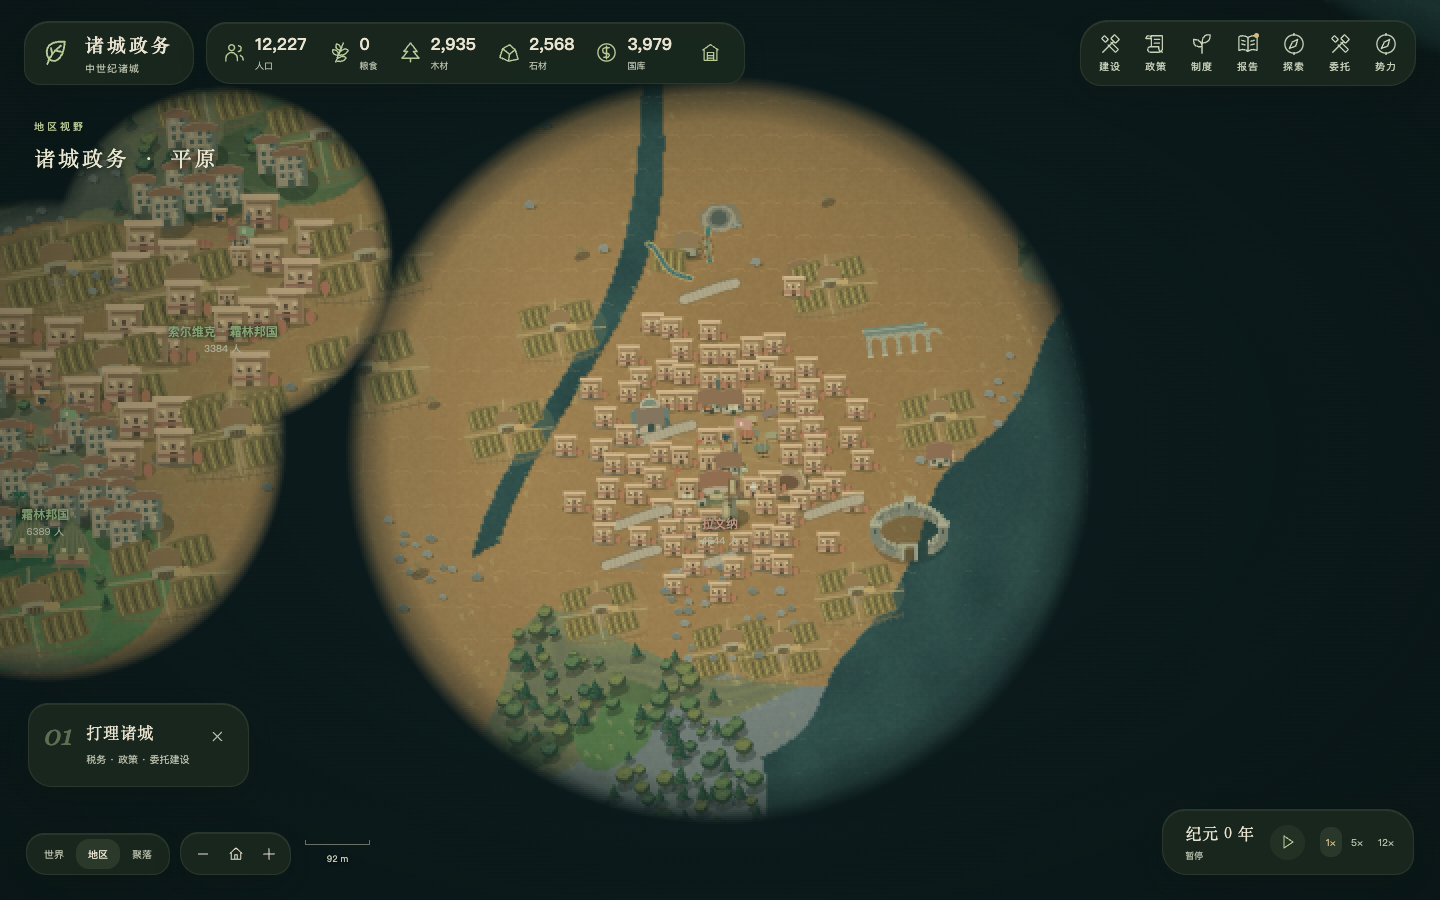 诸城政务
中世纪诸城
12,227
人口
0
粮食
2,935
木材
2,568
石材
3,979
国库
建设
政策
制度
报告
探索
委托
势力
地区视野
诸城政务 · 平原
索尔维克 霜林邦国
3384 人
霜林邦国
6389 人
拉文纳
01
打理诸城
税务 · 政策 · 委托建设
世界
地区
聚落
92 m
纪元 0 年
暂停
1×
5×
12×